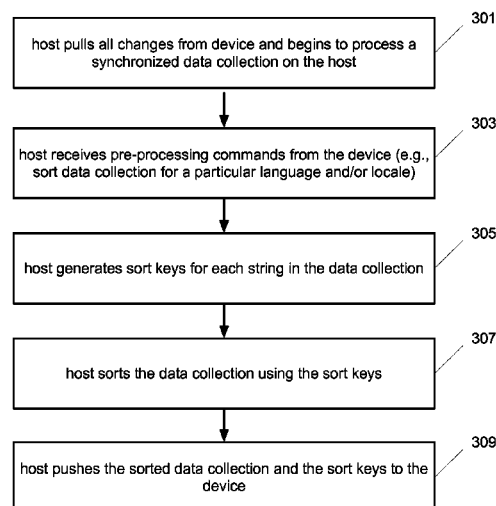 301
host pulls all changes from device and begins to process a
synchronized data collection on the host
303
host receives pre-processing commands from the device (e.g.,
sort data collection for a particular language and/or locale)
305
host generates sort keys for each string in the data collection
307
host sorts the data collection using the sort keys
309
host pushes the sorted data collection and the sort keys to the
device